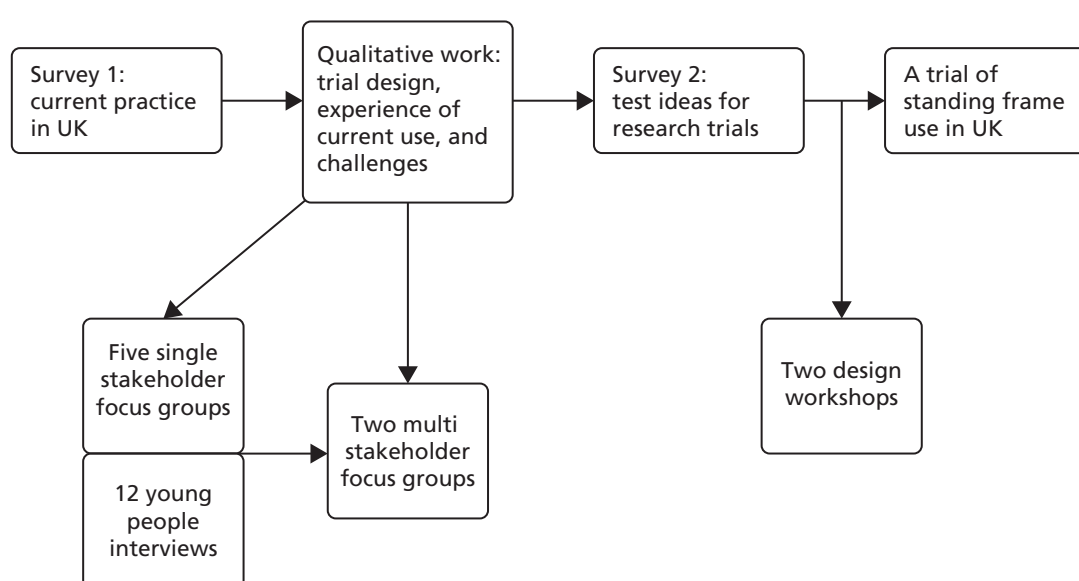 Survey 1:
current practice
in UK
Qualitative work:
trial design,
experience of
current use, and
challenges
Survey 2:
test ideas for
research trials
A trial of
standing frame
use in UK
Five single
stakeholder
focus groups
12 young
people
interviews
Two multi
stakeholder
focus groups
Two design
workshops